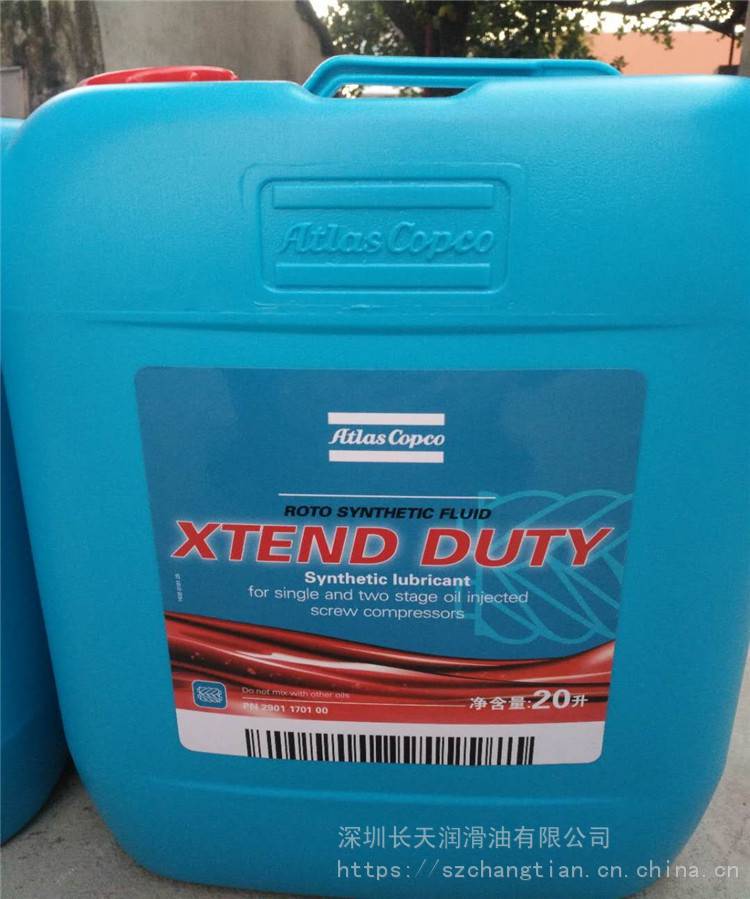 Atlas Copco
Atlas Copco
ROTO SYNTHETIC FLUID
XTEND DUTY
Synthetic lubricant
for single and two stage oil injected
screw compressors
Do not mix with other oils
PN 2901 1701 00
净含量:20升
深圳长天润滑油有限公司
https://szchangtian.cn.china.cn